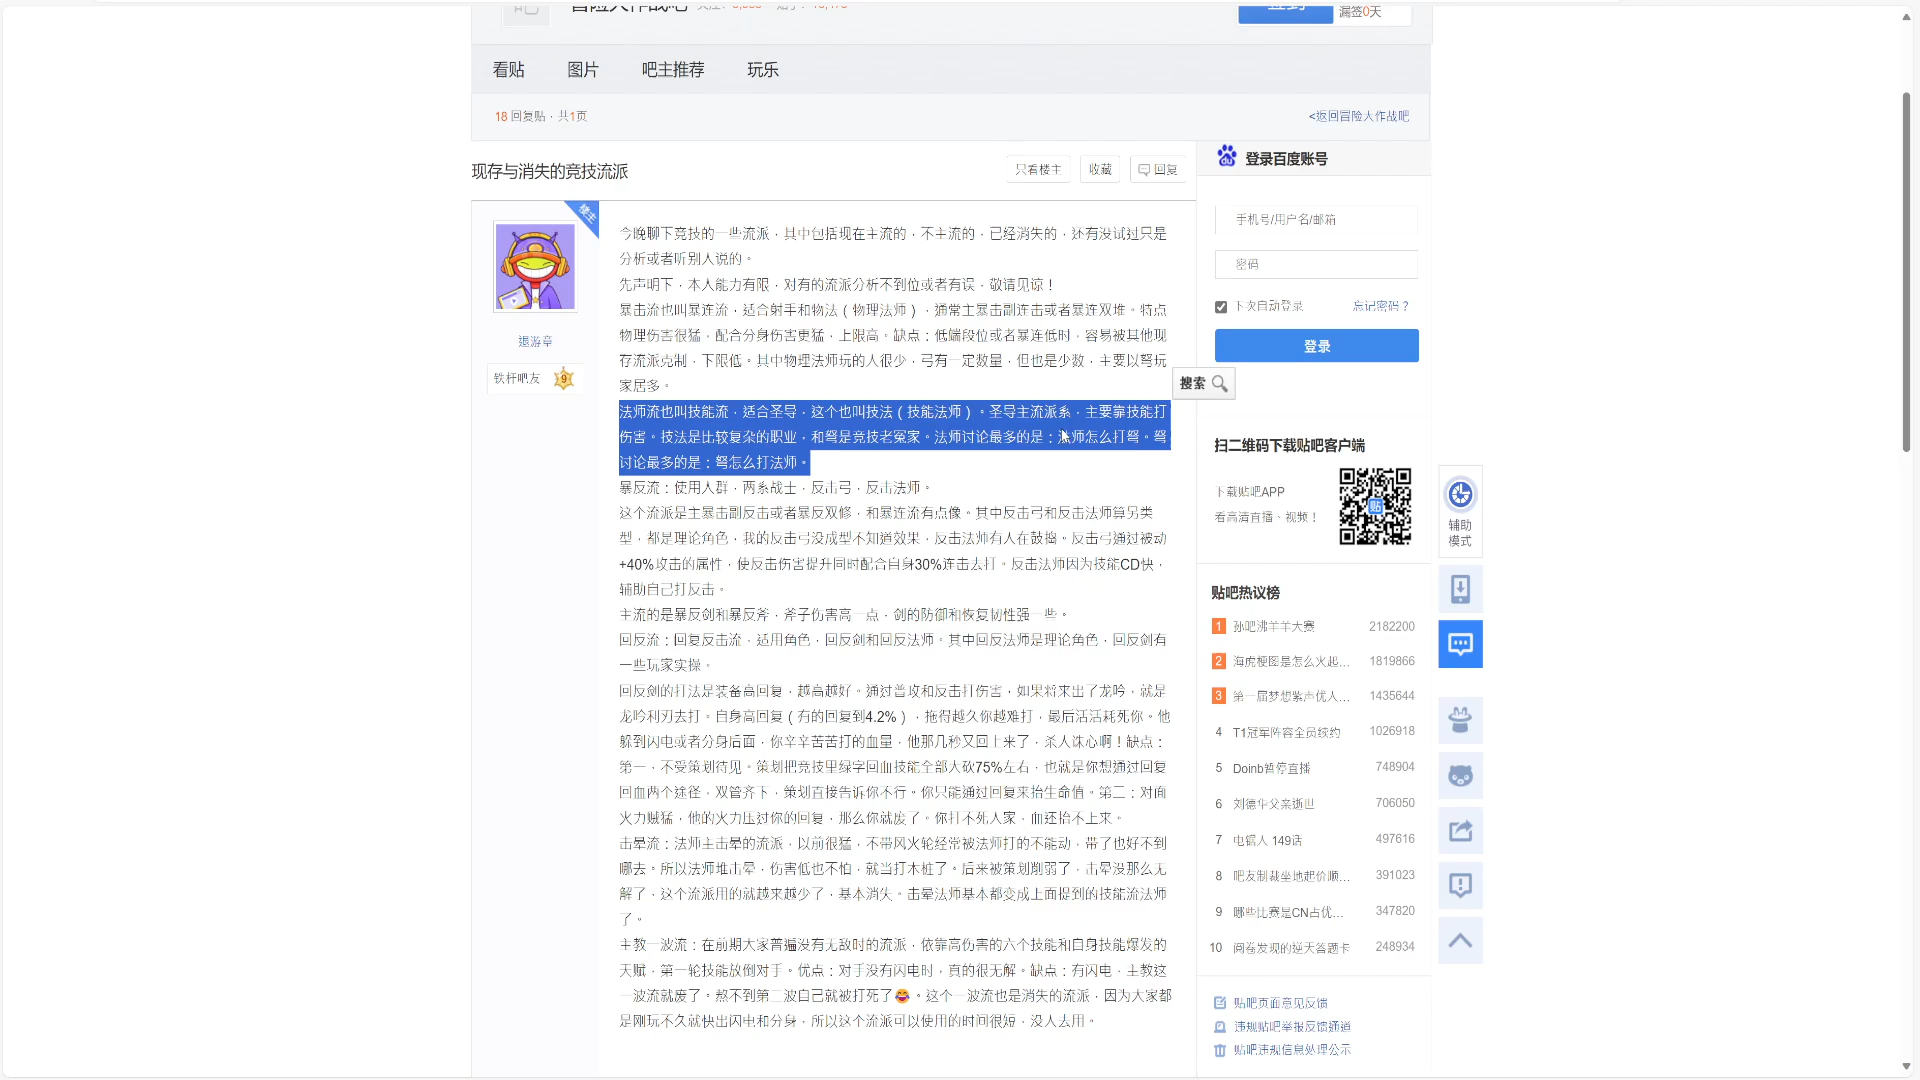 漏签0天
看贴
图片
吧主推荐
玩乐
18 回复贴，共1页
<返回冒险大作战吧
现存与消失的竞技流派
只看楼主
收藏
回复
楼主
退游章
铁杆吧友 9
今晚聊下竞技的一些流派，其中包括现在主流的，不主流的，已经消失的，还有没试过只是
分析或者听别人说的。
先声明下，本人能力有限，对有的流派分析不到位或者有误，敬请见谅！
暴击流也叫暴连流，适合射手和物法（物理法师），通常主暴击副连击或者暴连双堆。特点
物理伤害很猛，配合分身伤害更猛，上限高。缺点：低端段位或者暴连低时，容易被其他现
存流派克制，下限低。其中物理法师玩的人很少，弓有一定数量，但也是少数，主要以弩玩
家居多。
法师流也叫技能流，适合圣导，这个也叫技法（技能法师）。圣导主流派系，主要靠技能打
伤害。技法是比较复杂的职业，和弩是竞技老冤家。法师讨论最多的是：法师怎么打弩。弩
讨论最多的是：弩怎么打法师。
暴反流：使用人群，两系战士，反击弓，反击法师。
这个流派是主暴击副反击或者暴反双修，和暴连流有点像。其中反击弓和反击法师算另类
型，都是理论角色，我的反击弓没成型不知道效果，反击法师有人在鼓捣。反击弓通过被动
+40%攻击的属性，使反击伤害提升同时配合自身30%连击去打。反击法师因为技能CD快，
辅助自己打反击。
主流的是暴反剑和暴反斧，斧子伤害高一点，剑的防御和恢复韧性强一些。
回反流：回复反击流，适用角色，回反剑和回反法师。其中回反法师是理论角色，回反剑有
一些玩家实操。
回反剑的打法是装备高回复，越高越好。通过普攻和反击打伤害，如果将来出了龙吟，就是
龙吟利刃去打。自身高回复（有的回复到4.2%），拖得越久你越难打，最后活活耗死你。他
躲到闪电或者分身后面，你辛辛苦苦打的血量，他那几秒又回上来了，杀人诛心啊！缺点：
第一，不受策划待见。策划把竞技里绿字回血技能全部大砍75%左右，也就是你想通过回复
回血两个途径，双管齐下，策划直接告诉你不行。你只能通过回复来抬生命值。第二：对面
火力贼猛，他的火力压过你的回复，那么你就废了。你打不死人家，血还抬不上来。
击晕流：法师主击晕的流派，以前很猛，不带风火轮经常被法师打的不能动，带了也好不到
哪去。所以法师堆击晕，伤害低也不怕，就当打木桩了。后来被策划削弱了，击晕没那么无
解了，这个流派用的就越来越少了，基本消失。击晕法师基本都变成上面提到的技能流法师
了。
主教一波流：在前期大家普遍没有无敌时的流派，依靠高伤害的六个技能和自身技能爆发的
天赋，第一轮技能放倒对手。优点：对手没有闪电时，真的很无解。缺点：有闪电，主教这
一波流就废了。熬不到第二波自己就被打死了😂。这个一波流也是消失的流派，因为大家都
是刚玩不久就快出闪电和分身，所以这个流派可以使用的时间很短，没人去用。
登录百度账号
手机号/用户名/邮箱
密码
下次自动登录
忘记密码？
登录
搜索
扫二维码下载贴吧客户端
下载贴吧APP
看高清直播、视频！
贴
辅助
模式
贴吧热议榜
1 孙吧沸羊羊大赛 2182200
2 海虎梗图是怎么火起... 1819866
3 第一届梦想紫声优人... 1435644
4 T1冠军阵容全员续约 1026918
5 Doinb暂停直播 748904
6 刘德华父亲逝世 706050
7 电锯人 149话 497616
8 吧友制裁坐地起价顺... 391023
9 哪些比赛是CN占优... 347820
10 阅卷发现的逆天答题卡 248934
贴吧页面意见反馈
违规贴吧举报反馈通道
贴吧违规信息处理公示